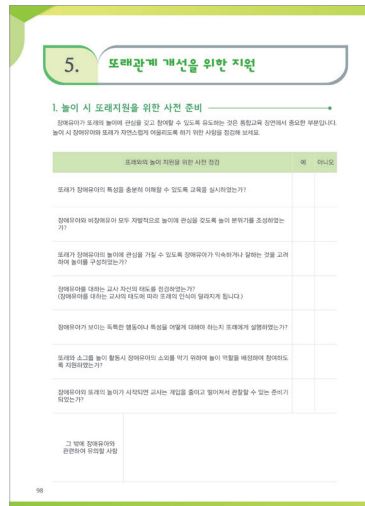 5. 또래관계 개선을 위한 지원
1. 놀이 시 또래지원을 위한 사전 준비
장애유아가 또래의 놀이에 관심을 갖고 참여할 수 있도록 유도하는 것은 통합교육 장면에서 중요한 부분입니다.
놀이 시 장애유아와 또래가 자연스럽게 어울리도록 하기 위한 사항을 점검해 보세요.
또래와의 놀이 지원을 위한 사전 점검 예 아니오
또래가 장애유아의 특성을 충분히 이해할 수 있도록 교육을 실시하였는가?
장애유아와 비장애유아 모두 자발적으로 놀이에 관심을 갖도록 놀이 분위기를 조성하였는
가?
또래가 장애유아의 놀이에 관심을 가질 수 있도록 장애유아가 익숙하거나 잘하는 것을 고려
하여 놀이를 구성하였는가?
장애유아를 대하는 교사 자신의 태도를 점검하였는가?
(장애유아를 대하는 교사의 태도에 따라 또래의 인식이 달라지게 됩니다.)
장애유아가 보이는 독특한 행동이나 특성을 어떻게 대해야 하는지 또래에게 설명하였는가?
또래와 소그룹 놀이 활동시 장애유아의 소외를 막기 위하여 놀이 역할을 배정하여 참여하도
록 지원하였는가?
장애유아와 또래의 놀이가 시작되면 교사는 개입을 줄이고 떨어져서 관찰할 수 있는 준비가
되었는가?
그 밖에 장애유아와
관련하여 유의할 사항
98